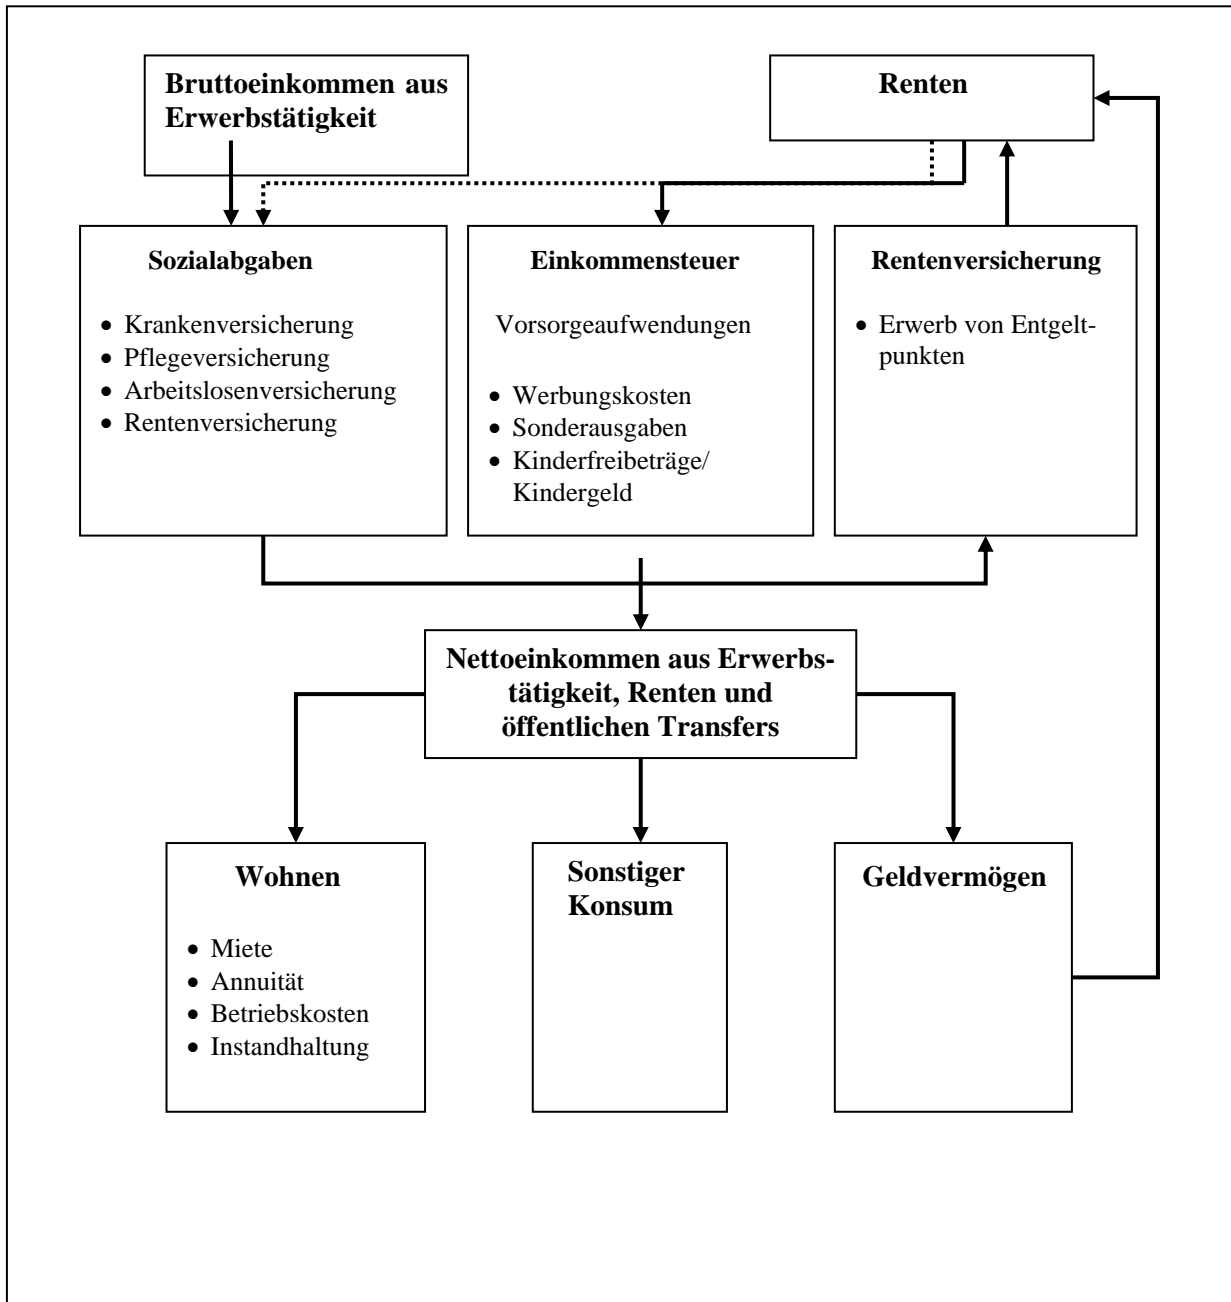 Bruttoeinkommen aus
Erwerbstätigkeit
Renten
Sozialabgaben
• Krankenversicherung
• Pflegeversicherung
• Arbeitslosenversicherung
• Rentenversicherung
Einkommensteuer
Vorsorgeaufwendungen
• Werbungskosten
• Sonderausgaben
• Kinderfreibeträge/
Kindergeld
Rentenversicherung
• Erwerb von Entgelt-
punkten
Nettoeinkommen aus Erwerbs-
tätigkeit, Renten und
öffentlichen Transfers
Wohnen
• Miete
• Annuität
• Betriebskosten
• Instandhaltung
Sonstiger
Konsum
Geldvermögen